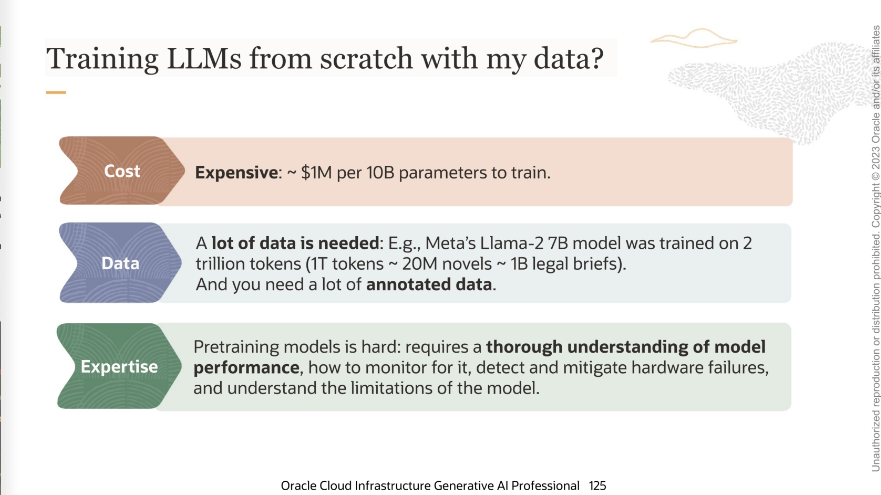 Training LLMs from scratch with my data?
Cost
Expensive: ~ $1M per 10B parameters to train.
Data
A lot of data is needed: E.g., Meta’s Llama-2 7B model was trained on 2
trillion tokens (1T tokens ~ 20M novels ~ 1B legal briefs).
And you need a lot of annotated data.
Expertise
Pretraining models is hard: requires a thorough understanding of model
performance, how to monitor for it, detect and mitigate hardware failures,
and understand the limitations of the model.
Oracle Cloud Infrastructure Generative AI Professional 125
Unauthorized reproduction or distribution prohibited. Copyright © 2023 Oracle and/or its affiliates